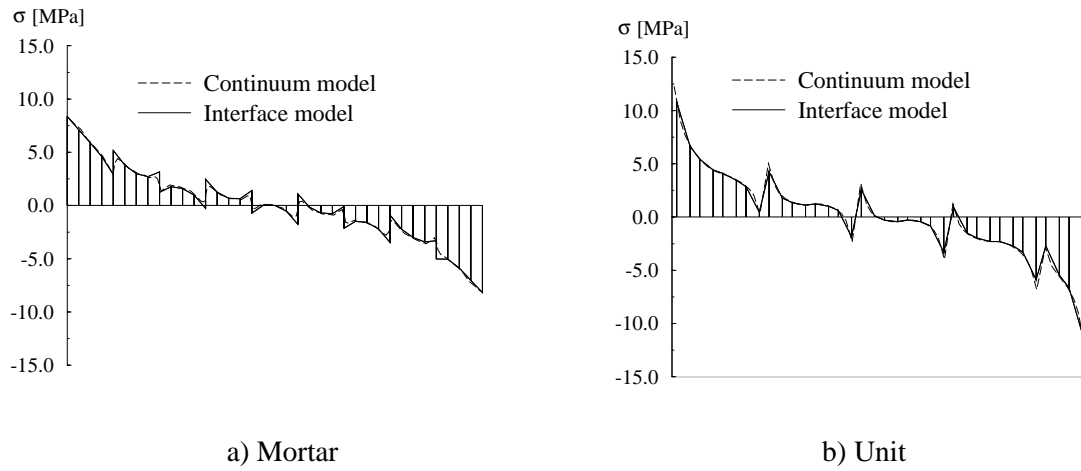 σ [MPa]
15.0
10.0
5.0
0.0
-5.0
-10.0
-15.0
Continuum model
Interface model
a) Mortar
σ [MPa]
15.0
10.0
5.0
0.0
-5.0
-10.0
-15.0
Continuum model
Interface model
b) Unit